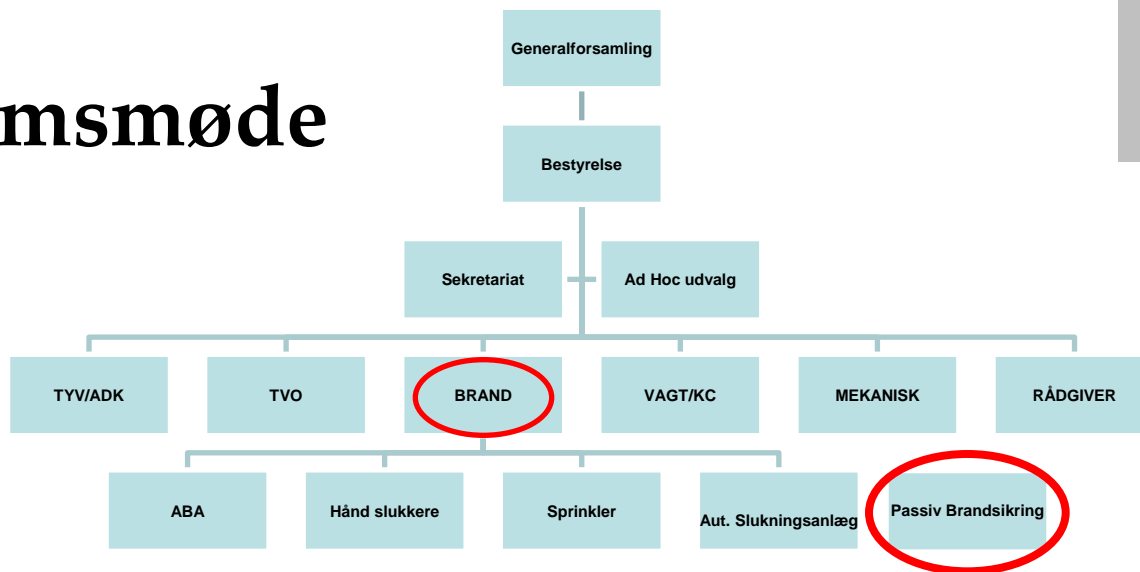 Generalforsamling
msmøde
Bestyrelse
Sekretariat
Ad Hoc udvalg
TYV/ADK
TVO
BRAND
VAGT/KC
MEKANISK
RÅDGIVER
ABA
Hånd slukkere
Sprinkler
Aut. Slukningsanlæg
Passiv Brandsikring